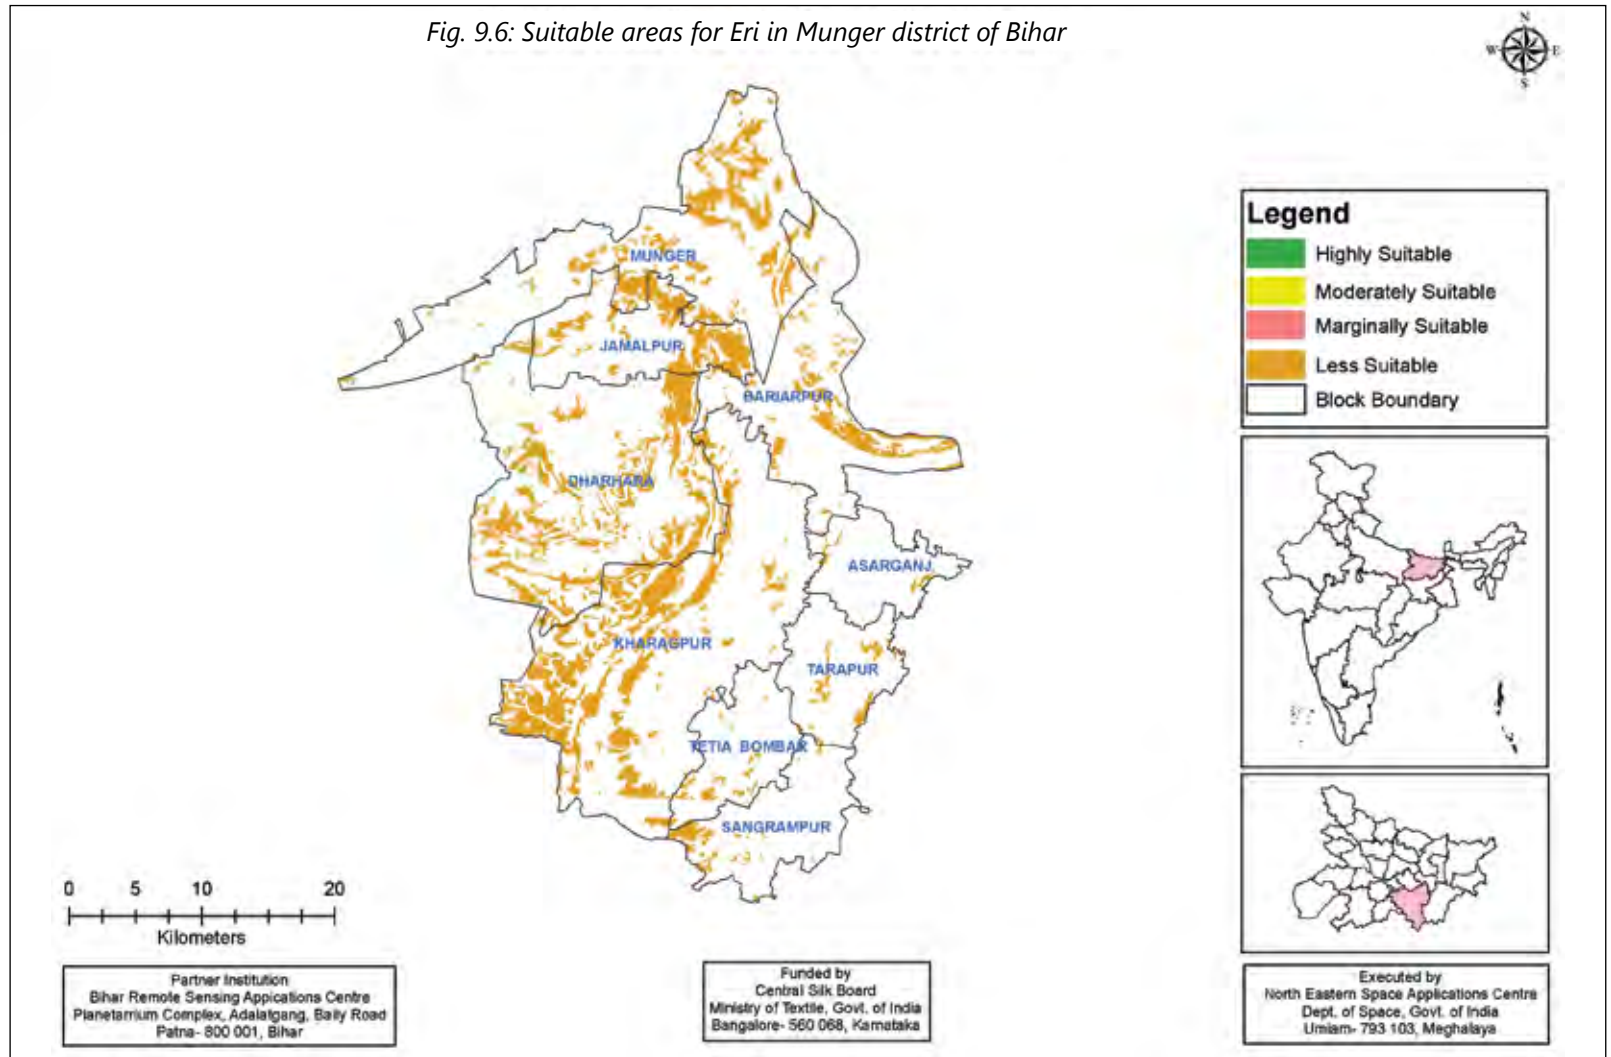 Fig. 9.6: Suitable areas for Eri in Munger district of Bihar
N
W E
S
MUNGER
JAMALPUR
BARIARPUR
DHARHARA
ASARGANJ
KHARAGPUR
TARAPUR
TETIA BOMBAR
SANGRAMPUR
Legend
Highly Suitable
Moderately Suitable
Marginally Suitable
Less Suitable
Block Boundary
0 5 10 20
Kilometers
Partner Institution
Bihar Remote Sensing Appications Centre
Planetarrium Complex, Adalatgang, Baily Road
Patna- 800 001, Bihar
Funded by
Central Silk Board
Ministry of Textile, Govt. of India
Bangalore- 560 068, Karnataka
Executed by
North Eastern Space Applications Centre
Dept. of Space, Govt. of India
Umiam- 793 103, Meghalaya